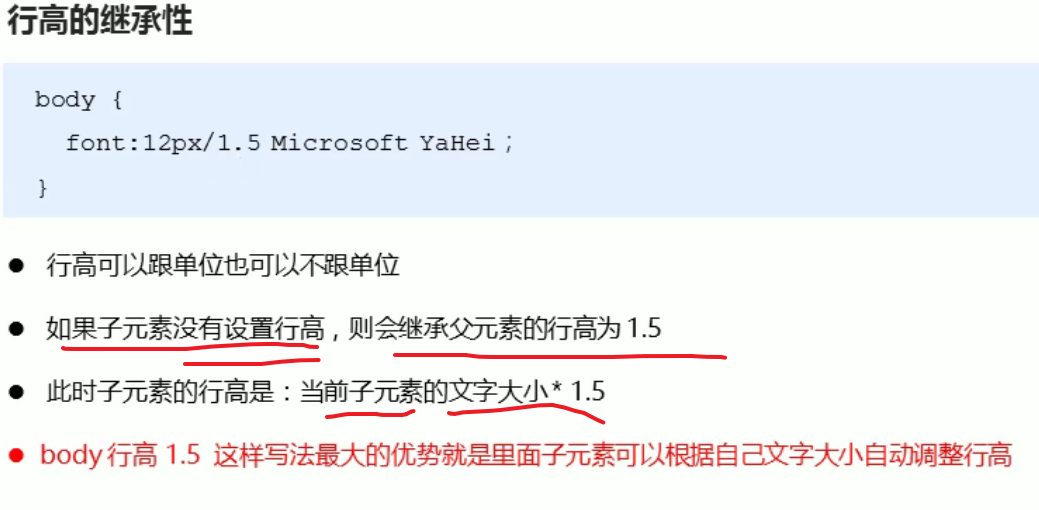 行高的继承性
body {
font:12px/1.5 Microsoft YaHei;
}
● 行高可以跟单位也可以不跟单位
● 如果子元素没有设置行高，则会继承父元素的行高为 1.5
● 此时子元素的行高是：当前子元素的文字大小* 1.5
● body 行高 1.5 这样写法最大的优势就是里面子元素可以根据自己文字大小自动调整行高